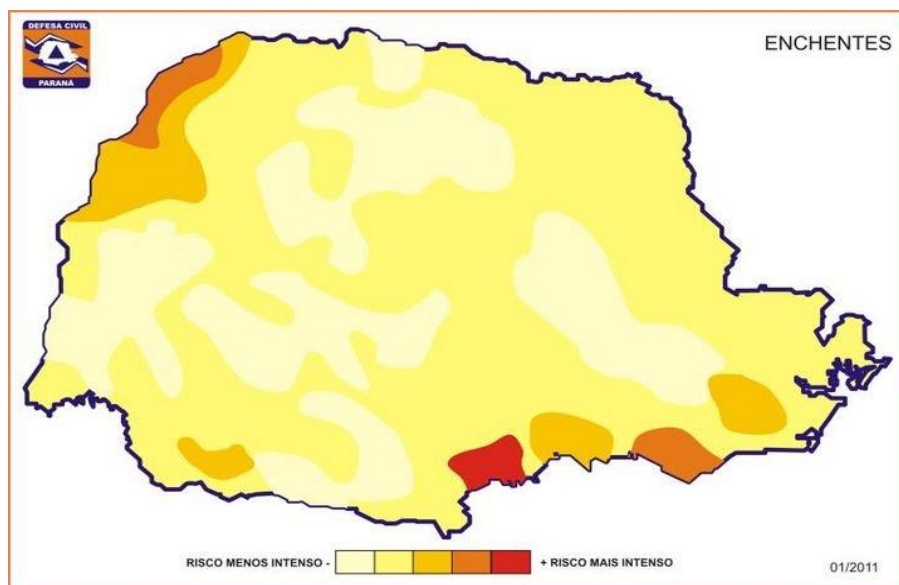 DEFESA CIVIL
PARANÁ
ENCHENTES
RISCO MENOS INTENSO -
+ RISCO MAIS INTENSO
01/2011